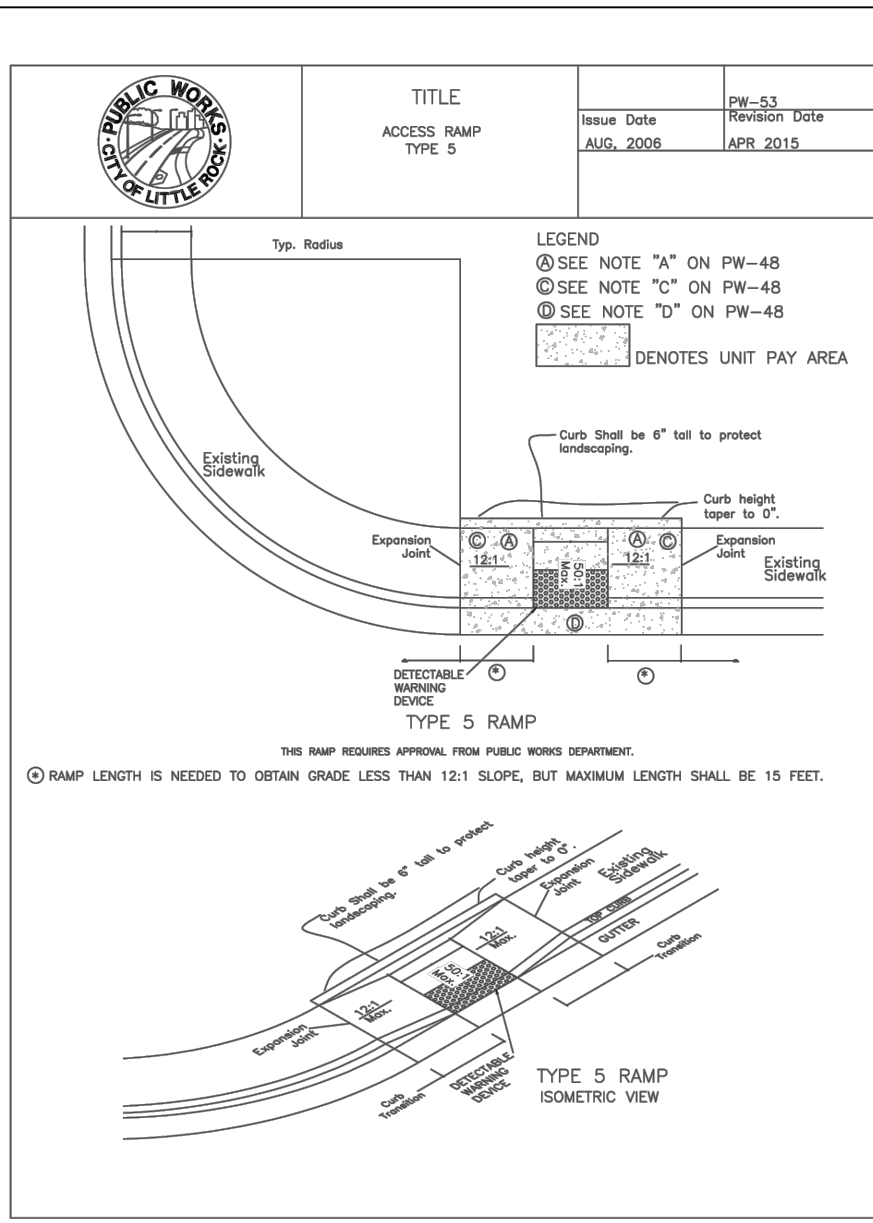 PUBLIC WORKS
CITY OF LITTLE ROCK
TITLE
ACCESS RAMP
TYPE 5
PW-53
Issue Date
AUG, 2006
Revision Date
APR 2015
Typ. Radius
LEGEND
Ⓐ SEE NOTE "A" ON PW-48
Ⓒ SEE NOTE "C" ON PW-48
Ⓓ SEE NOTE "D" ON PW-48
DENOTES UNIT PAY AREA
Curb Shall be 6" tall to protect
landscaping.
Existing
Sidewalk
Curb height
taper to 0".
Expansion
Joint
Ⓒ Ⓐ
12:1
50:1
Max.
Ⓐ Ⓒ
12:1
Expansion
Joint
Existing
Sidewalk
Ⓓ
DETECTABLE
WARNING
DEVICE
(*)
(*)
TYPE 5 RAMP
THIS RAMP REQUIRES APPROVAL FROM PUBLIC WORKS DEPARTMENT.
(*) RAMP LENGTH IS NEEDED TO OBTAIN GRADE LESS THAN 12:1 SLOPE, BUT MAXIMUM LENGTH SHALL BE 15 FEET.
Curb Shall be 6" tall to protect
landscaping.
Curb height
taper to 0".
Expansion
Joint
Existing
Sidewalk
12:1
Max.
TOP CURB
GUTTER
Curb
Transition
50:1
Max.
12:1
Max.
Expansion
Joint
Curb
Transition
DETECTABLE
WARNING
DEVICE
TYPE 5 RAMP
ISOMETRIC VIEW